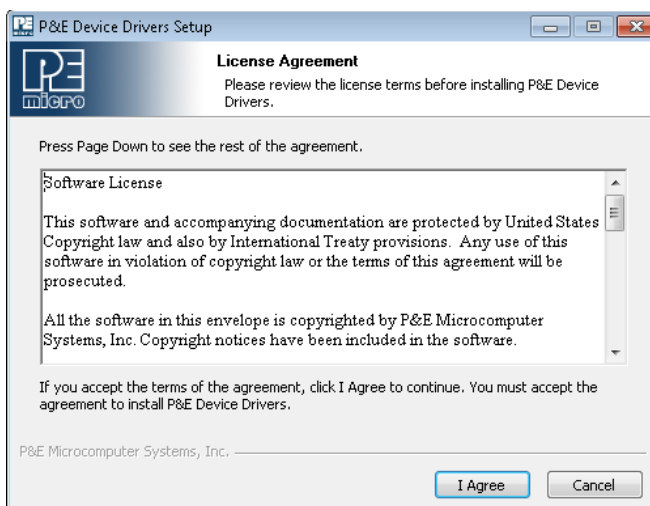 P&E Device Drivers Setup
PE
micro
License Agreement
Please review the license terms before installing P&E Device
Drivers.
Press Page Down to see the rest of the agreement.
Software License
This software and accompanying documentation are protected by United States
Copyright law and also by International Treaty provisions.  Any use of this
software in violation of copyright law or the terms of this agreement will be
prosecuted.
All the software in this envelope is copyrighted by P&E Microcomputer
Systems, Inc. Copyright notices have been included in the software.
If you accept the terms of the agreement, click I Agree to continue. You must accept the
agreement to install P&E Device Drivers.
P&E Microcomputer Systems, Inc.
I Agree
Cancel